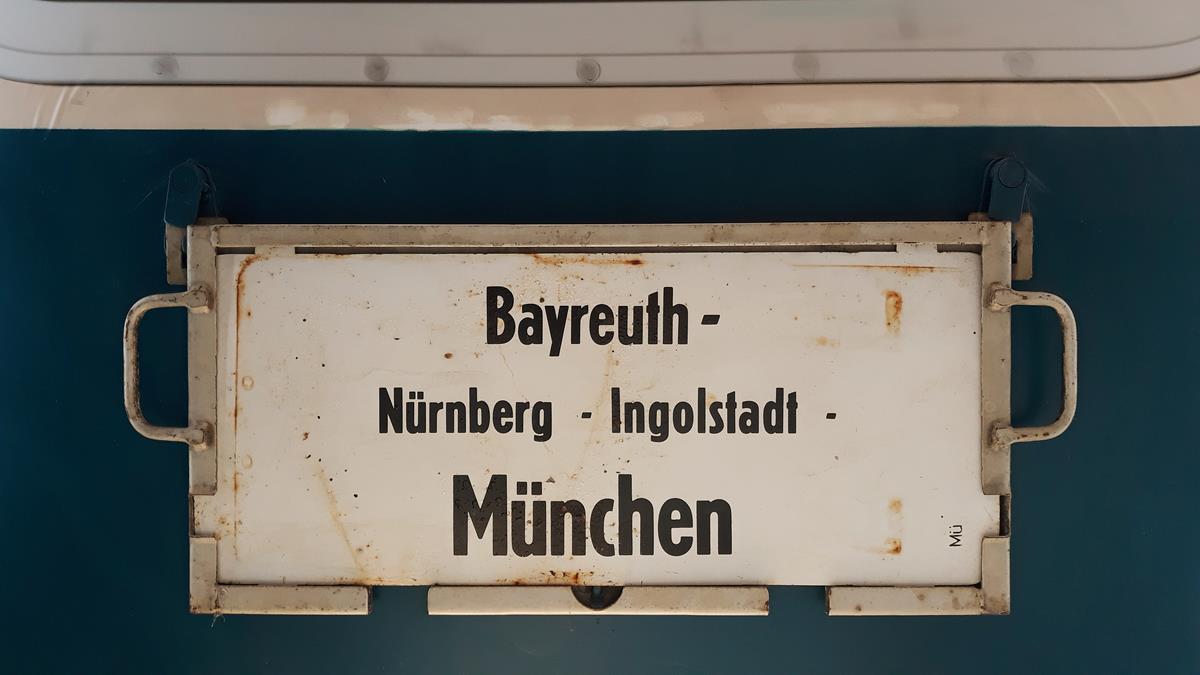 Bayreuth -
Nürnberg - Ingolstadt -
München
Mü